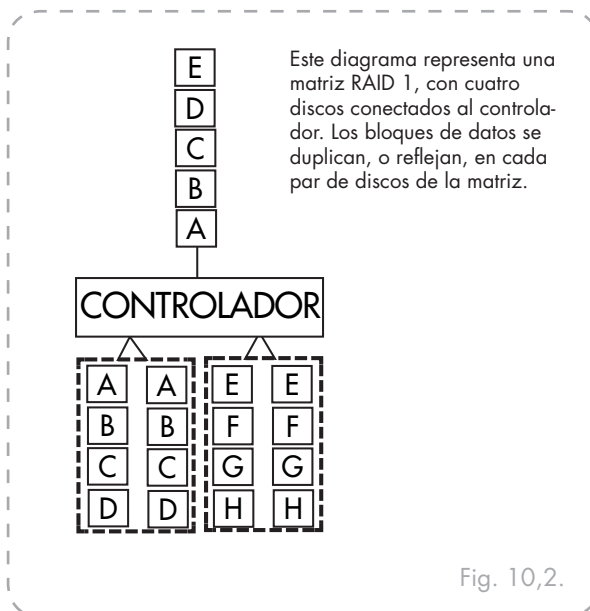 E
D
C
B
A
Este diagrama representa una
matriz RAID 1, con cuatro
discos conectados al controla-
dor. Los bloques de datos se
duplican, o reflejan, en cada
par de discos de la matriz.
CONTROLADOR
A A E E
B B F F
C C G G
D D H H
Fig. 10,2.